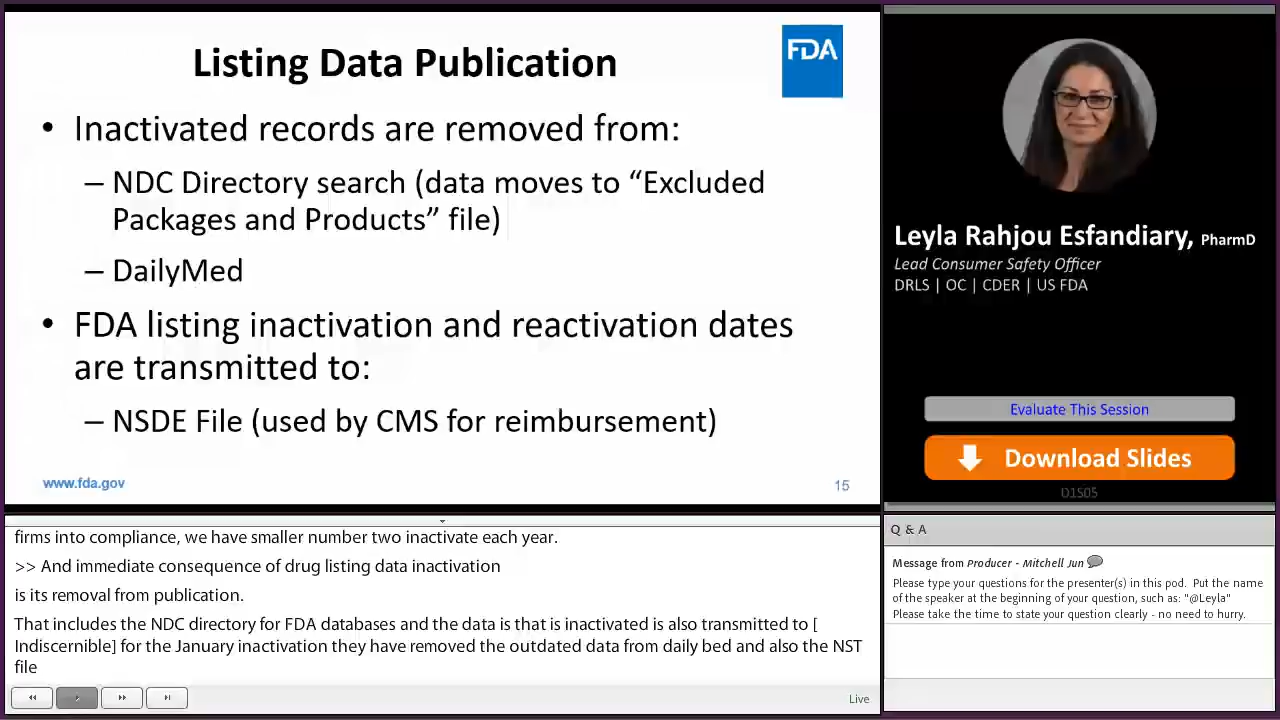 Listing Data Publication
FDA
• Inactivated records are removed from:
– NDC Directory search (data moves to “Excluded
Packages and Products” file)
– DailyMed
• FDA listing inactivation and reactivation dates
are transmitted to:
– NSDE File (used by CMS for reimbursement)
www.fda.gov
15
Leyla Rahjou Esfandiary, PharmD
Lead Consumer Safety Officer
DRLS | OC | CDER | US FDA
Evaluate This Session
Download Slides
D1S05
firms into compliance, we have smaller number two inactivate each year.
>> And immediate consequence of drug listing data inactivation
is its removal from publication.
That includes the NDC directory for FDA databases and the data is that is inactivated is also transmitted to [
Indiscernible] for the January inactivation they have removed the outdated data from daily bed and also the NST
file
Live
Q & A
Message from Producer - Mitchell Jun
Please type your questions for the presenter(s) in this pod. Put the name
of the speaker at the beginning of your question, such as: "@Leyla"
Please take the time to state your question clearly - no need to hurry.